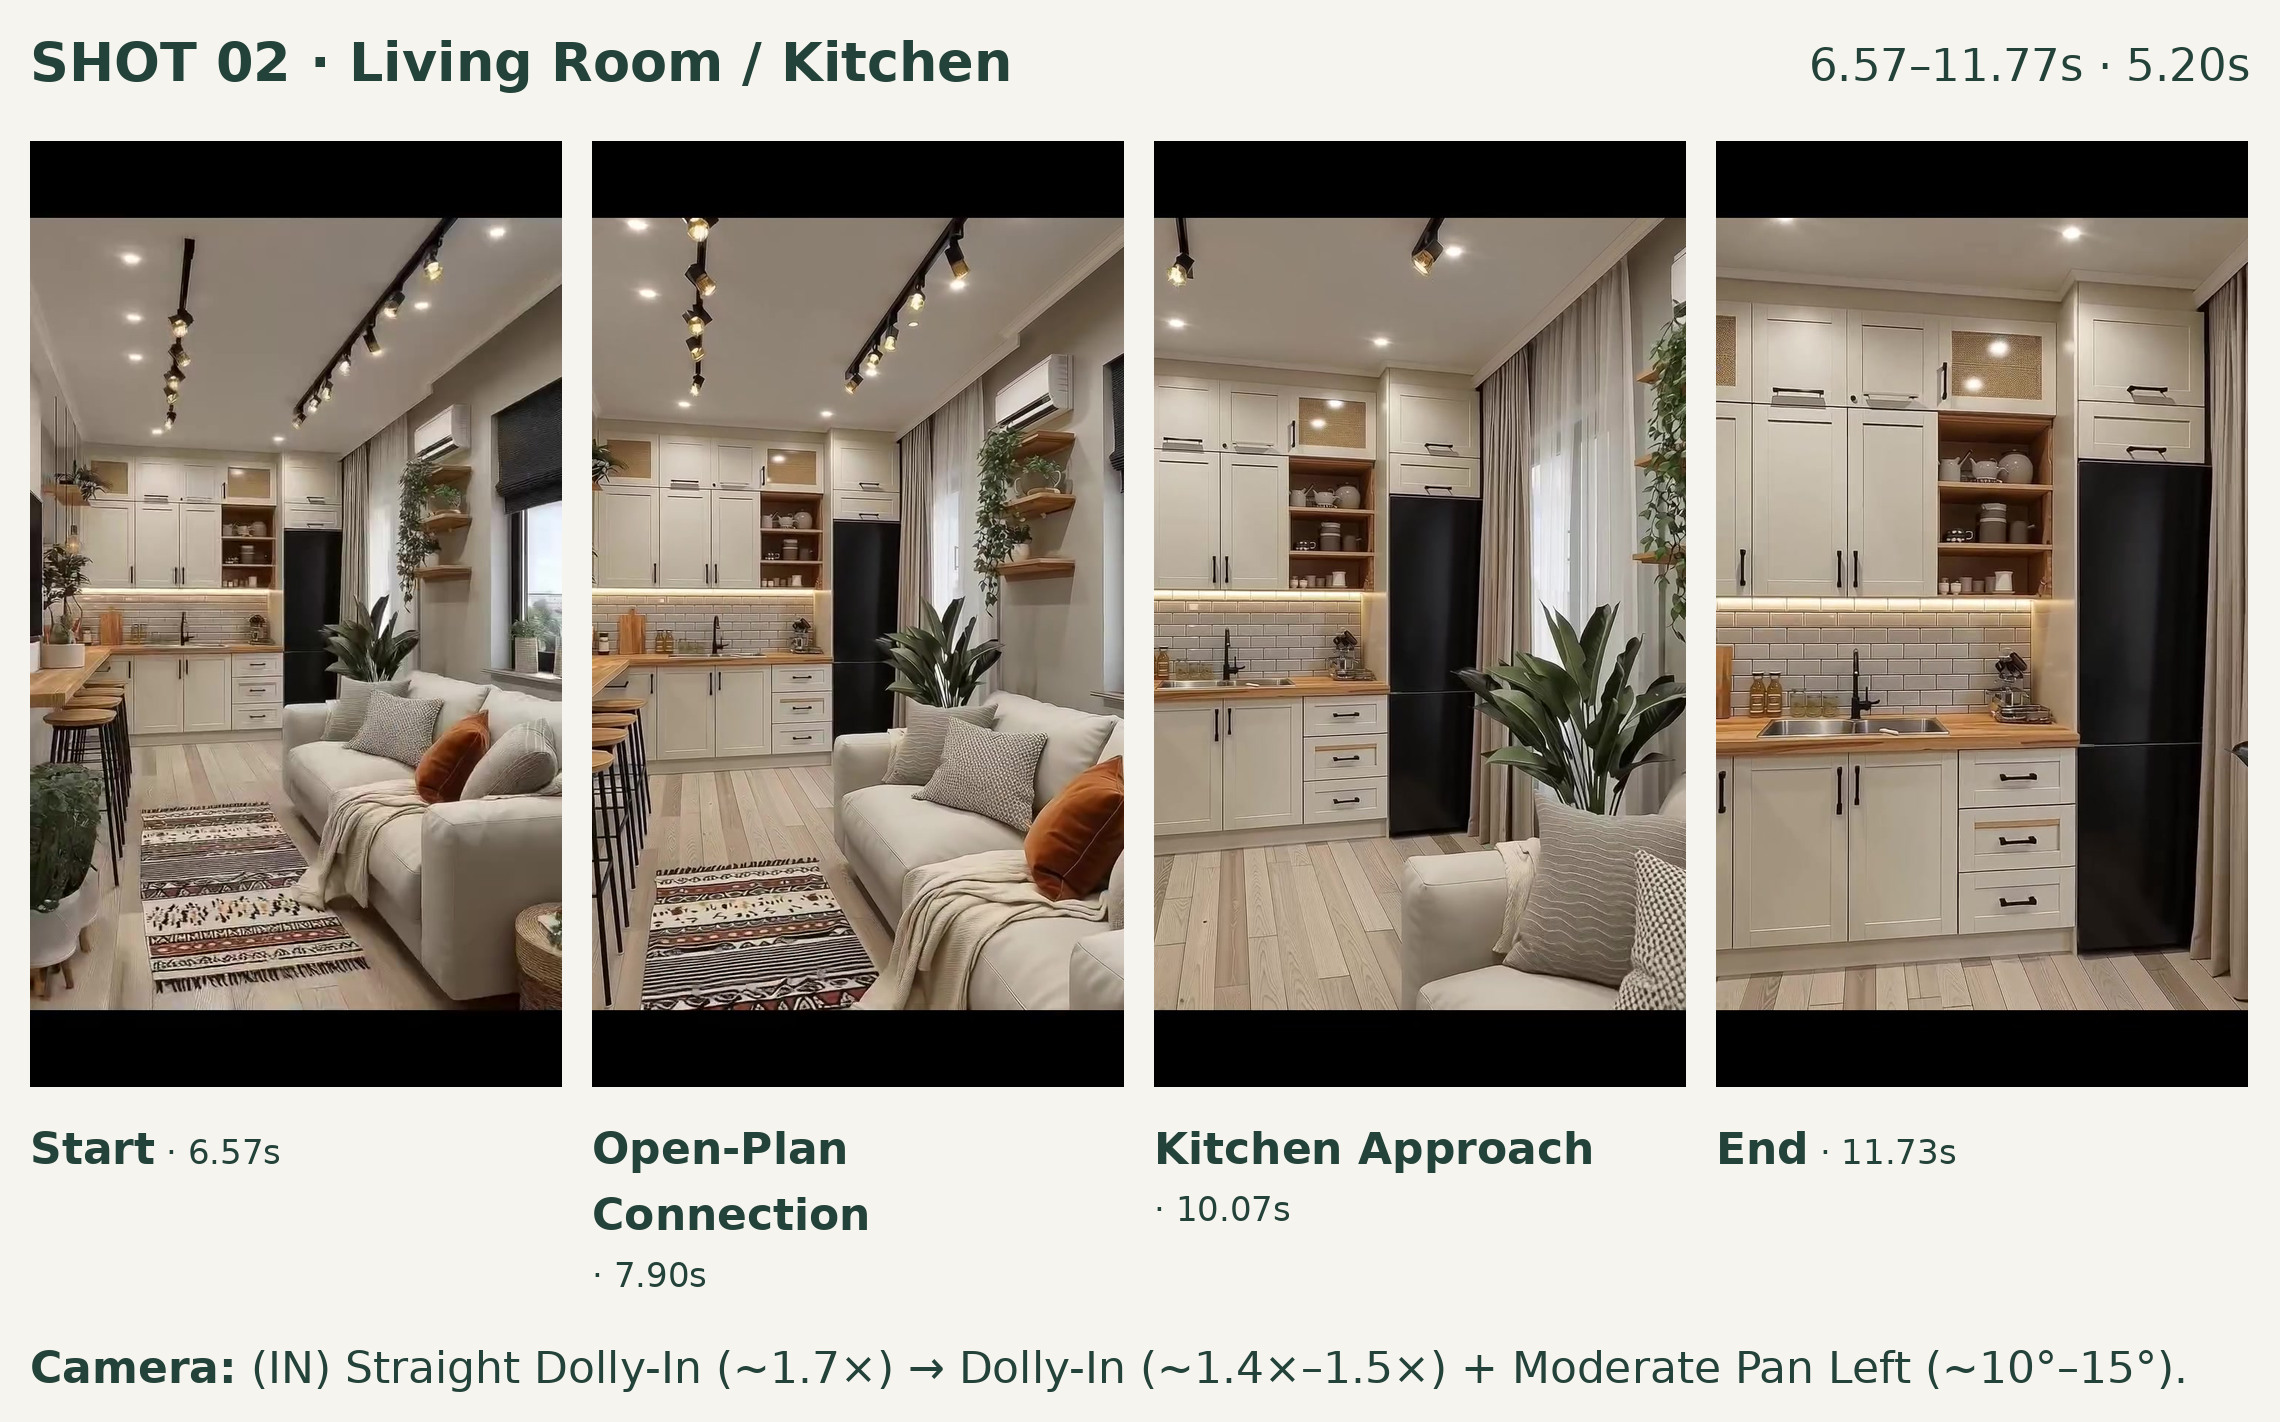 SHOT 02 · Living Room / Kitchen
6.57–11.77s · 5.20s
Start · 6.57s
Open-Plan
Connection
· 7.90s
Kitchen Approach
· 10.07s
End · 11.73s
Camera: (IN) Straight Dolly-In (~1.7×) → Dolly-In (~1.4×–1.5×) + Moderate Pan Left (~10°–15°).